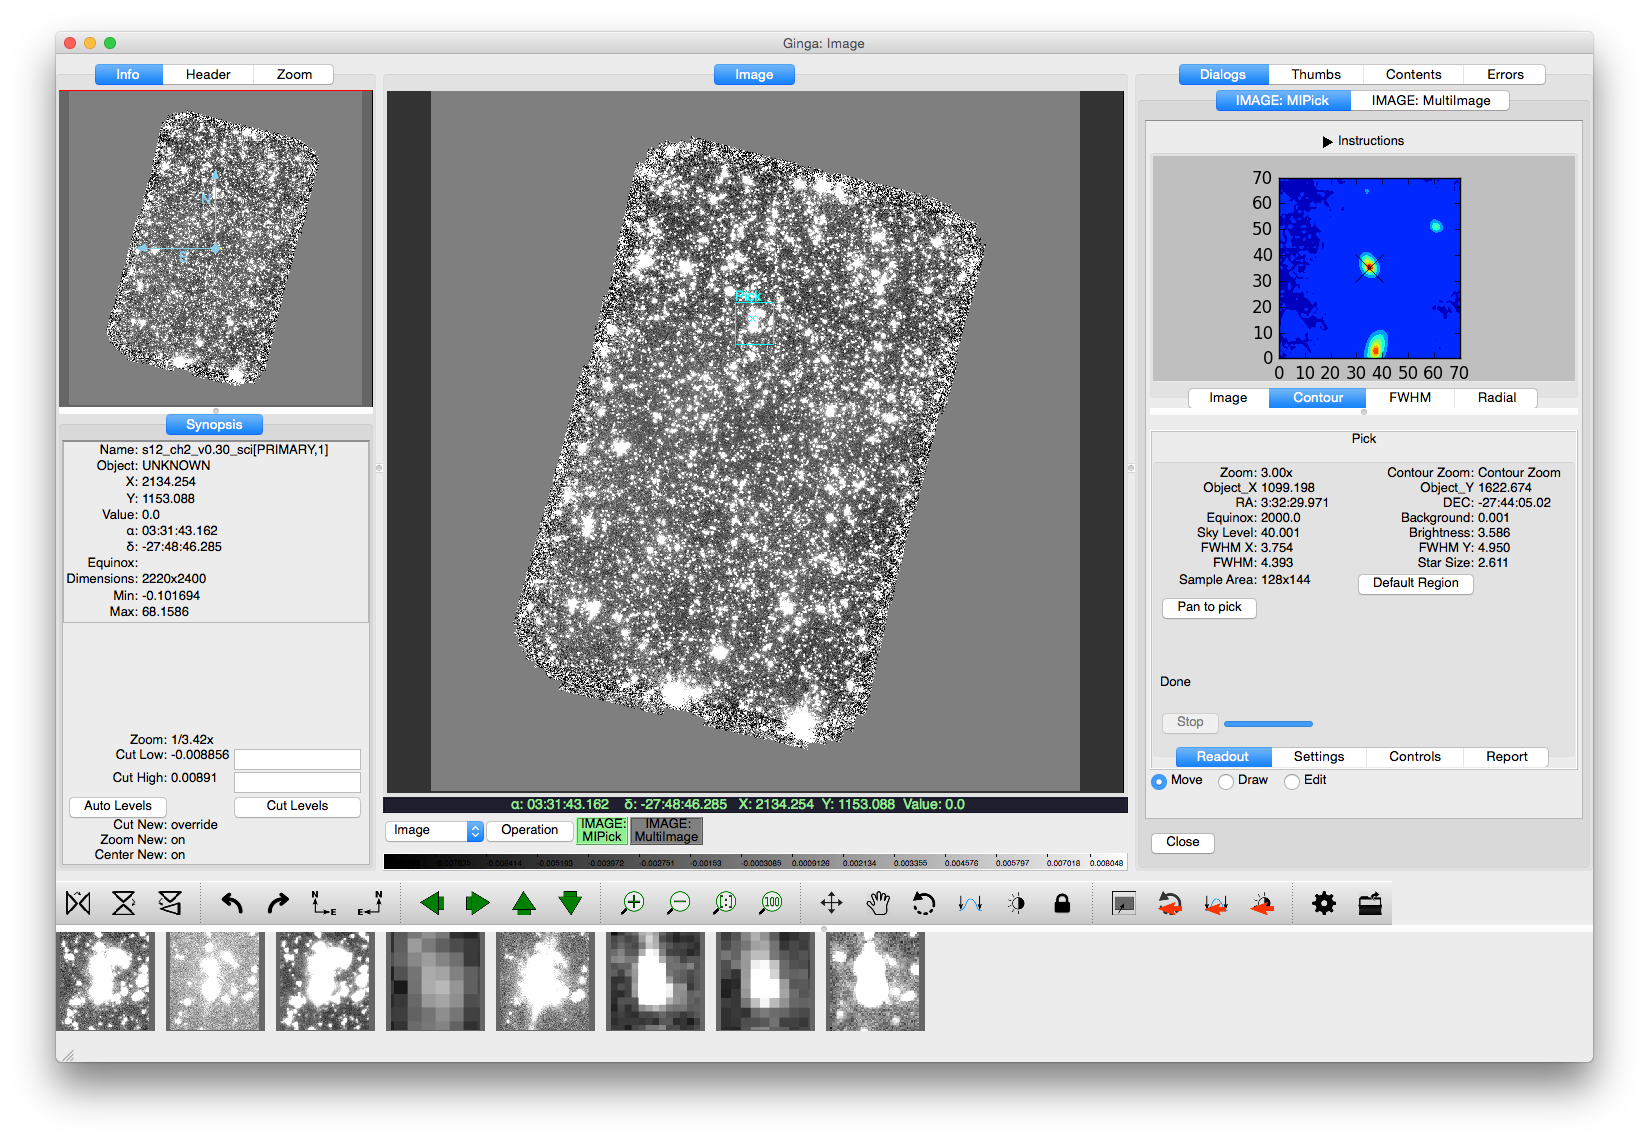 Ginga: Image
Info Header Zoom
N
E
Synopsis
Name: s12_ch2_v0.30_sci[PRIMARY,1]
Object: UNKNOWN
X: 2134.254
Y: 1153.088
Value: 0.0
α: 03:31:43.162
δ: -27:48:46.285
Equinox:
Dimensions: 2220x2400
Min: -0.101694
Max: 68.1586
Zoom: 1/3.42x
Cut Low: -0.008856
Cut High: 0.00891
Auto Levels Cut Levels
Cut New: override
Zoom New: on
Center New: on
Image
Pick
α: 03:31:43.162 δ: -27:48:46.285 X: 2134.254 Y: 1153.088 Value: 0.0
Image Operation IMAGE: MIPick IMAGE: MultiImage
-0.006414 -0.005193 -0.003972 -0.002751 -0.00153 -0.0003085 0.0009126 0.002134 0.003355 0.004576 0.005797 0.007018 0.008048
Dialogs Thumbs Contents Errors
IMAGE: MIPick IMAGE: MultiImage
Instructions
70
60
50
40
30
20
10
0
0 10 20 30 40 50 60 70
Image Contour FWHM Radial
Pick
Zoom: 3.00x Contour Zoom: Contour Zoom
Object_X 1099.198 Object_Y 1622.674
RA: 3:32:29.971 DEC: -27:44:05.02
Equinox: 2000.0 Background: 0.001
Sky Level: 40.001 Brightness: 3.586
FWHM X: 3.754 FWHM Y: 4.950
FWHM: 4.393 Star Size: 2.611
Sample Area: 128x144 Default Region
Pan to pick
Done
Stop
Readout Settings Controls Report
Move Draw Edit
Close
N E
N E
100